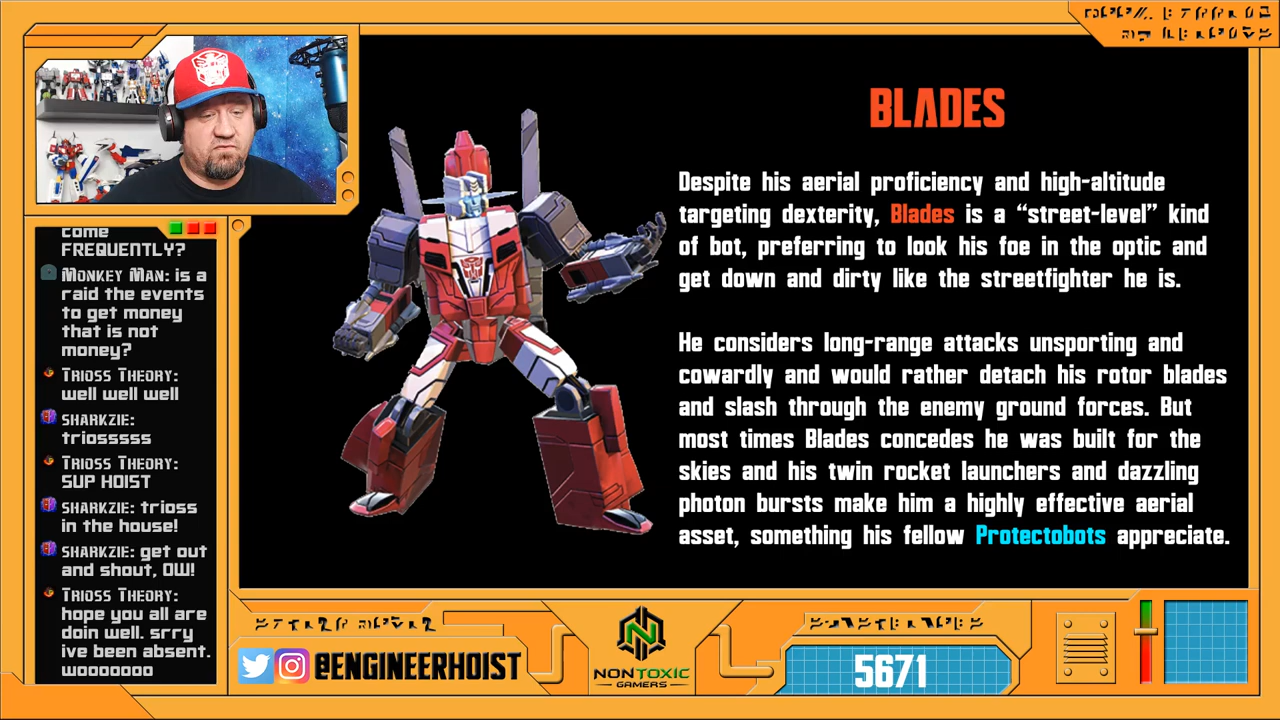 BLADES
Despite his aerial proficiency and high-altitude
targeting dexterity, Blades is a “street-level” kind
of bot, preferring to look his foe in the optic and
get down and dirty like the streetfighter he is.
He considers long-range attacks unsporting and
cowardly and would rather detach his rotor blades
and slash through the enemy ground forces. But
most times Blades concedes he was built for the
skies and his twin rocket launchers and dazzling
photon bursts make him a highly effective aerial
asset, something his fellow Protectobots appreciate.
come
FREQUENTLY?
Monkey Man: is a
raid the events
to get money
that is not
money?
Trioss Theory:
well well well
SHARKZIE:
triosssss
Trioss Theory:
SUP HOIST
SHARKZIE: trioss
in the house!
SHARKZIE: get out
and shout, OW!
Trioss Theory:
hope you all are
doin well. srry
ive been absent.
wooooooo
@ENGINEERHOIST
NONTOXIC
GAMERS
5671